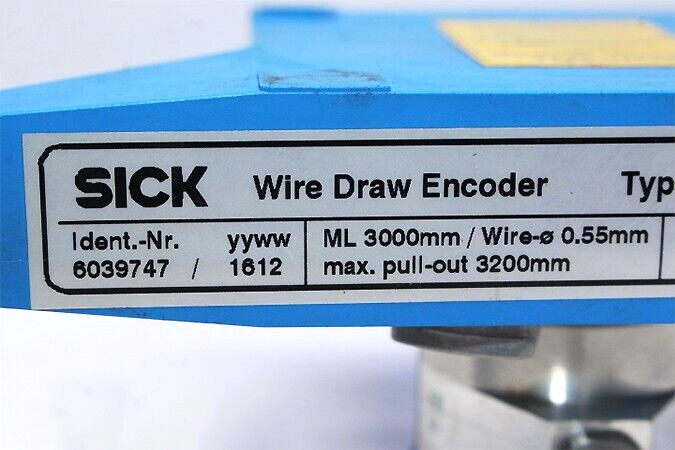 SICK Wire Draw Encoder Typ
Ident.-Nr. yyww
6039747 / 1612
ML 3000mm / Wire-ø 0.55mm
max. pull-out 3200mm